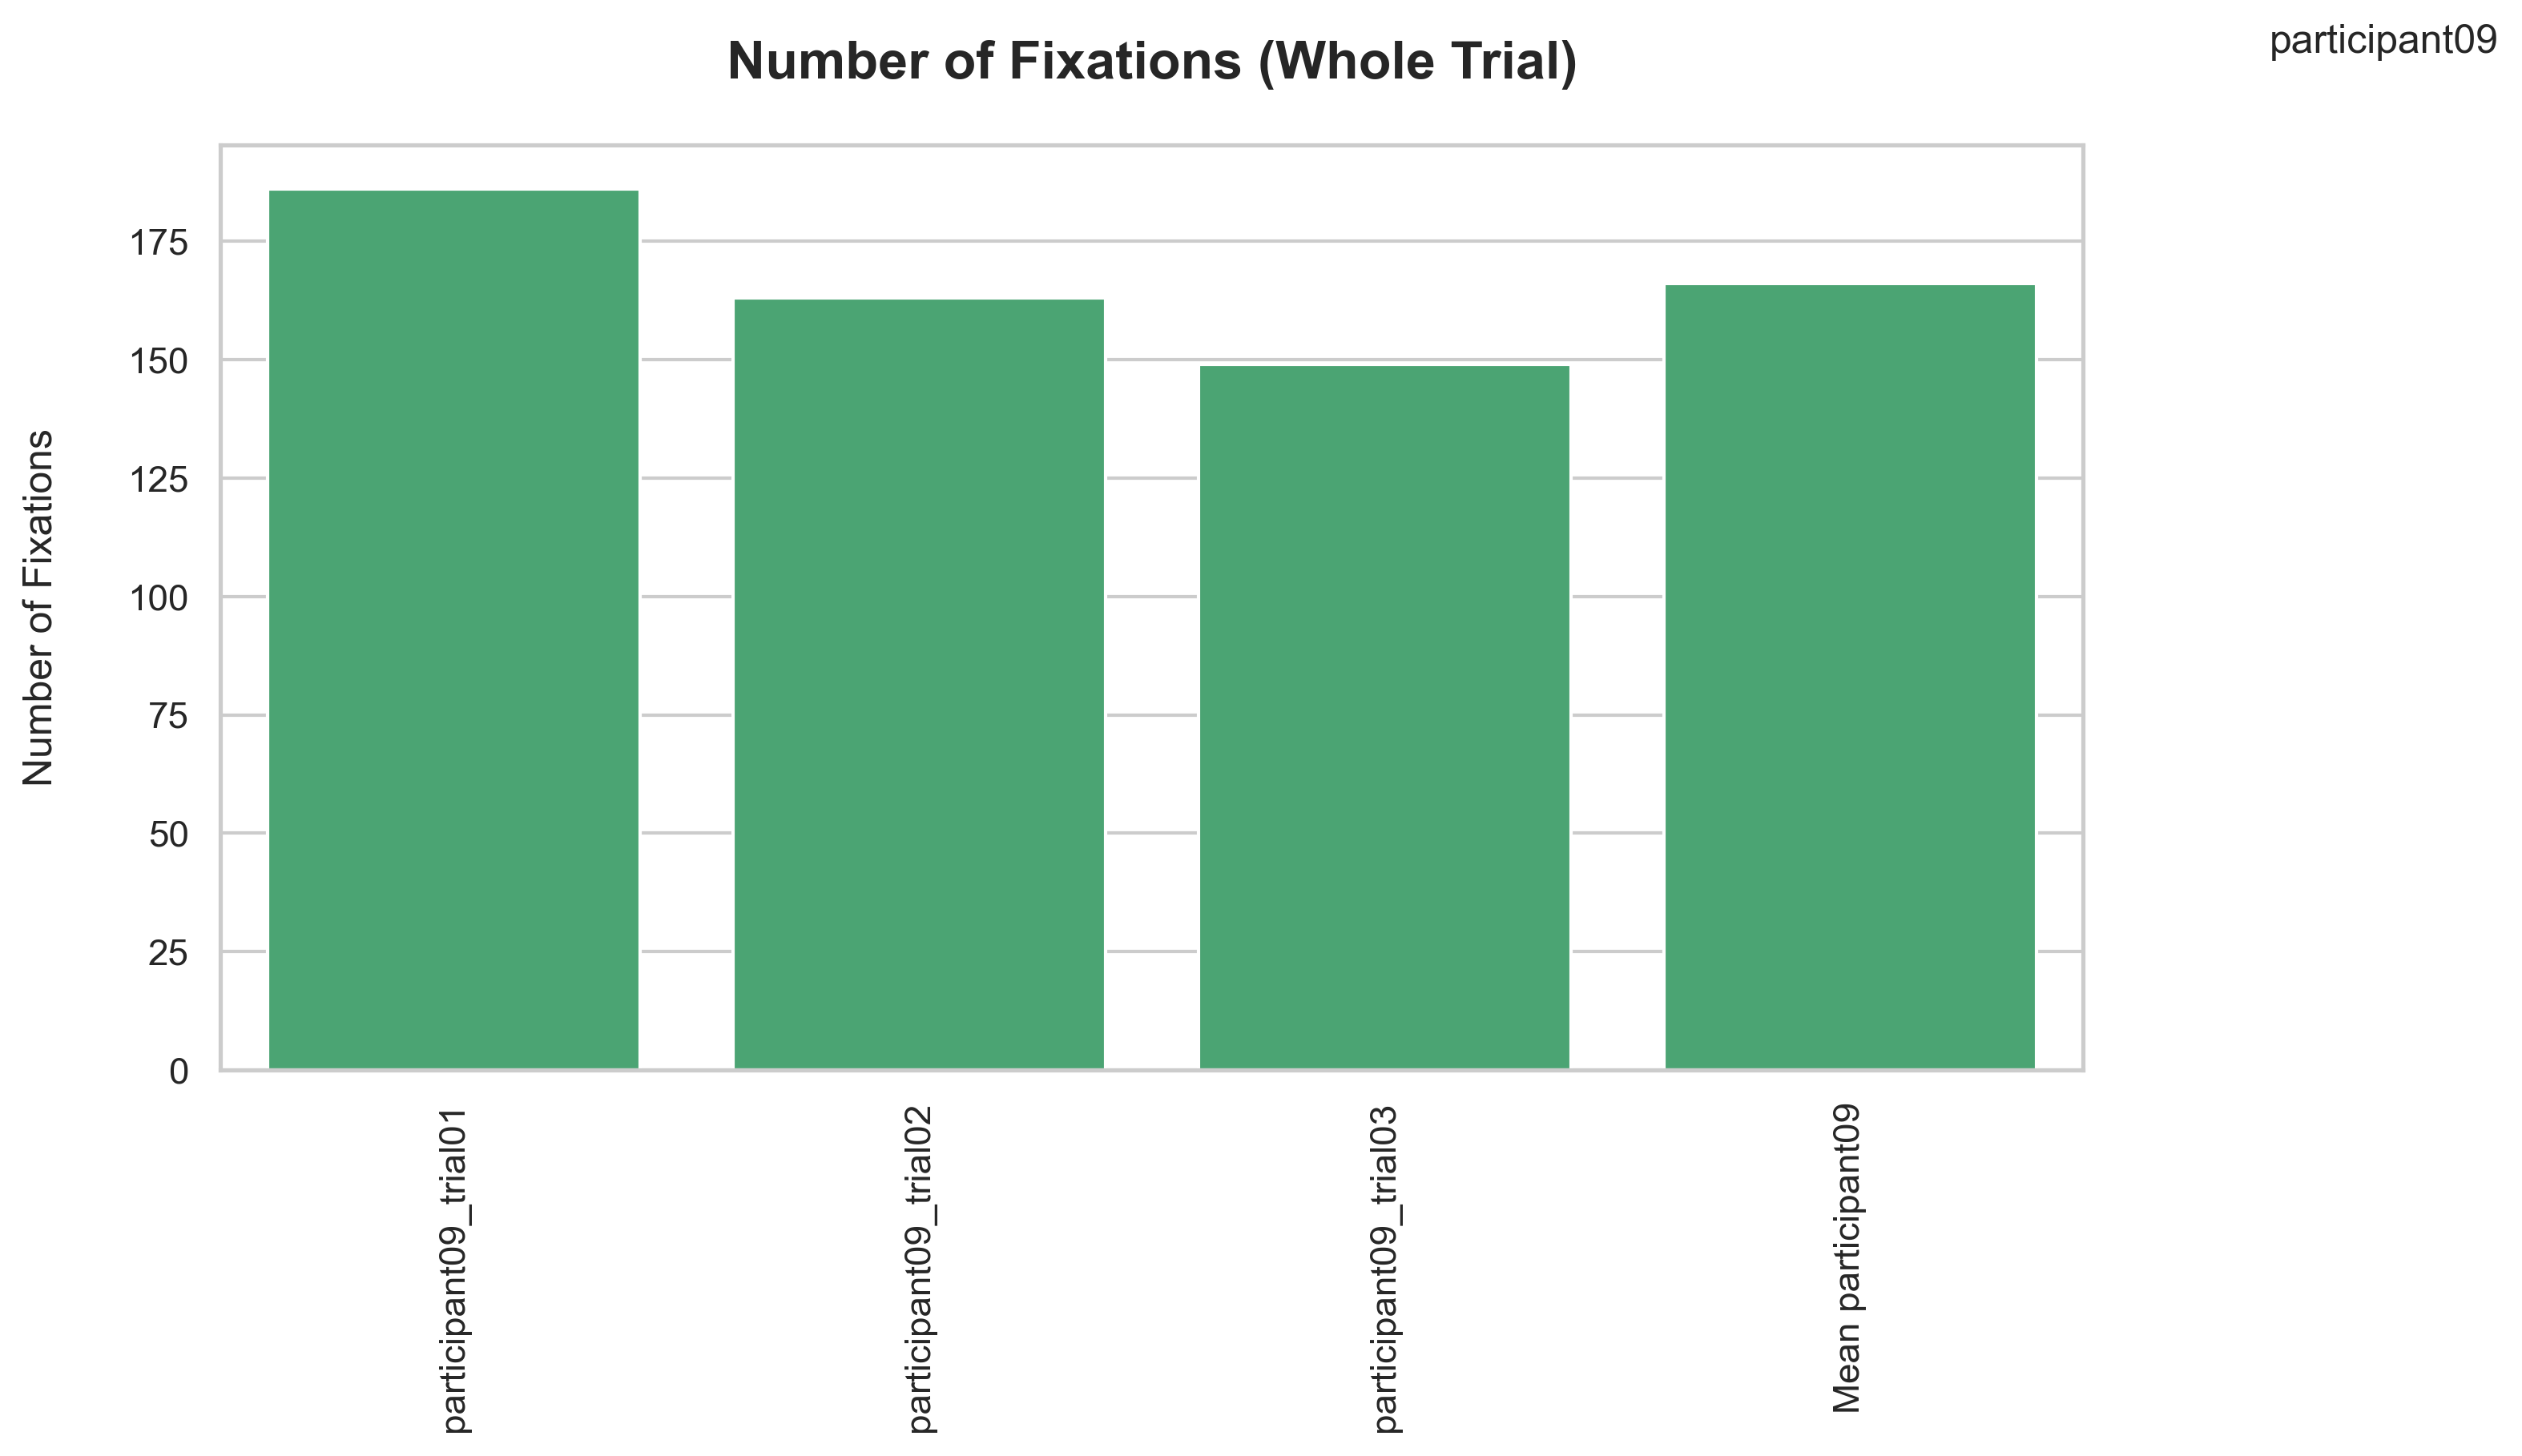 participant09
Number of Fixations (Whole Trial)
Number of Fixations
175
150
125
100
75
50
25
0
participant09_trial01
participant09_trial02
participant09_trial03
Mean participant09